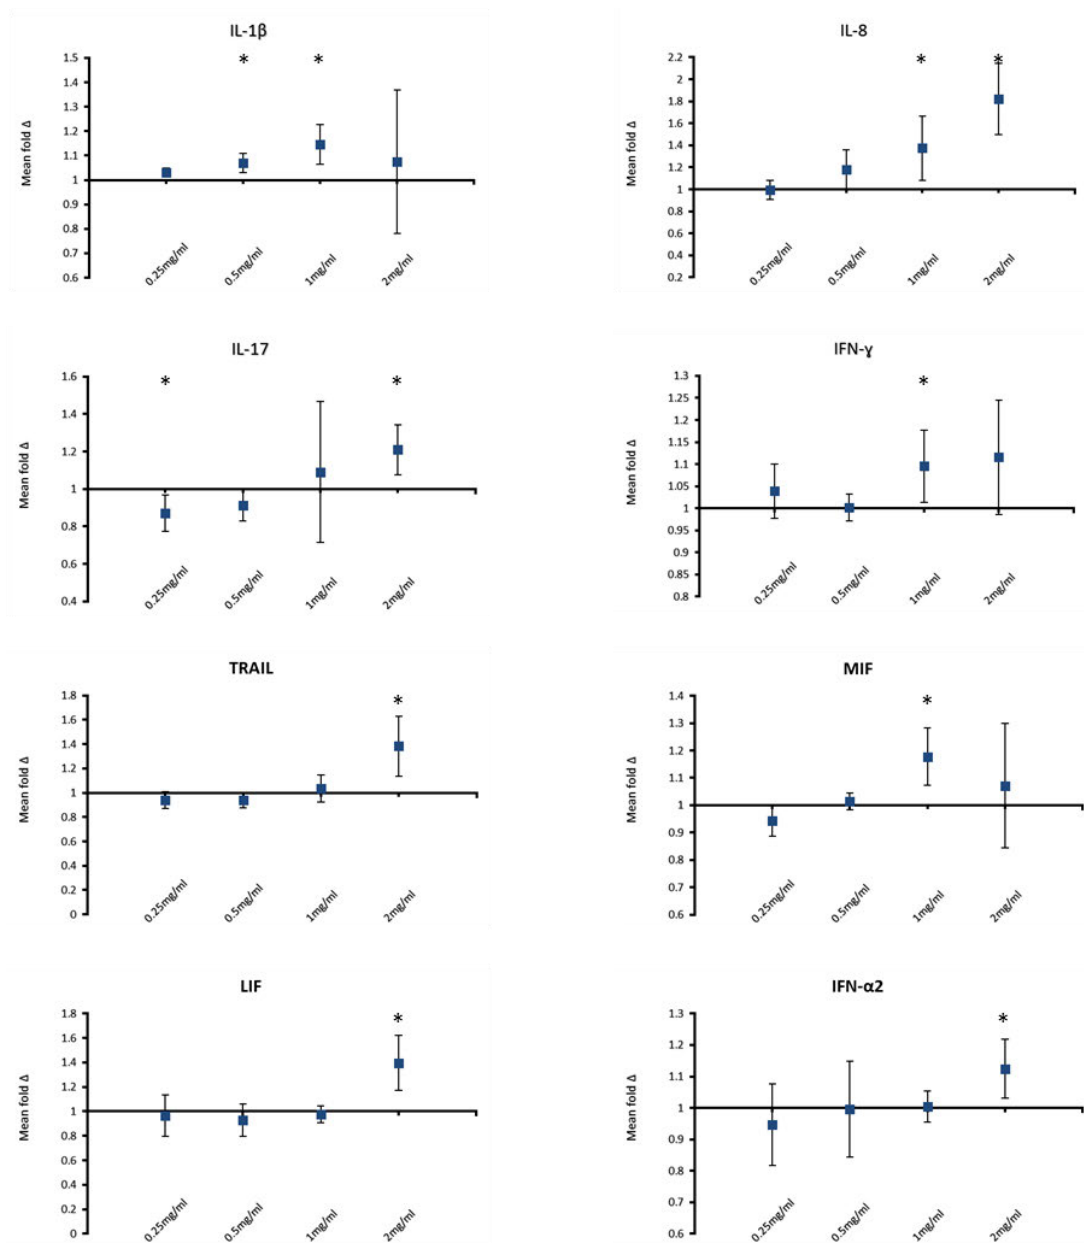 IL-1β
* *
Mean fold Δ
1.5
1.4
1.3
1.2
1.1
1
0.9
0.8
0.7
0.6
0.25mg/ml
0.5mg/ml
1mg/ml
2mg/ml
IL-8
* *
Mean fold Δ
2.2
2
1.8
1.6
1.4
1.2
1
0.8
0.6
0.4
0.2
0.25mg/ml
0.5mg/ml
1mg/ml
2mg/ml
IL-17
* *
Mean fold Δ
1.6
1.4
1.2
1
0.8
0.6
0.4
0.25mg/ml
0.5mg/ml
1mg/ml
2mg/ml
IFN-ɣ
*
Mean fold Δ
1.3
1.25
1.2
1.15
1.1
1.05
1
0.95
0.9
0.85
0.8
0.25mg/ml
0.5mg/ml
1mg/ml
2mg/ml
TRAIL
*
Mean fold Δ
1.8
1.6
1.4
1.2
1
0.8
0.6
0.4
0.2
0
0.25mg/ml
0.5mg/ml
1mg/ml
2mg/ml
MIF
*
Mean fold Δ
1.4
1.3
1.2
1.1
1
0.9
0.8
0.7
0.6
0.25mg/ml
0.5mg/ml
1mg/ml
2mg/ml
LIF
*
Mean fold Δ
1.8
1.6
1.4
1.2
1
0.8
0.6
0.4
0.2
0
0.25mg/ml
0.5mg/ml
1mg/ml
2mg/ml
IFN-α2
*
Mean fold Δ
1.3
1.2
1.1
1
0.9
0.8
0.7
0.6
0.25mg/ml
0.5mg/ml
1mg/ml
2mg/ml